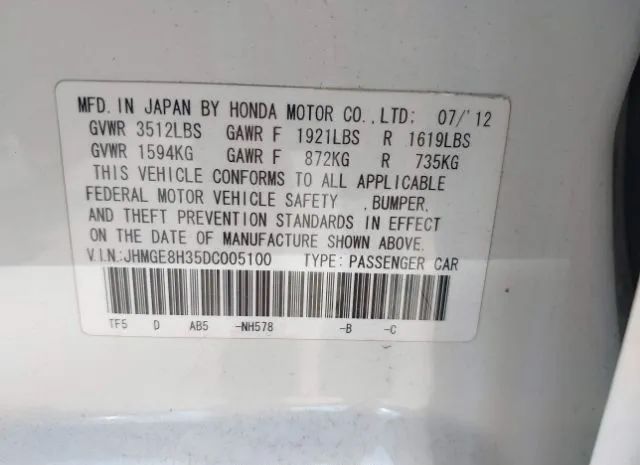 MFD. IN JAPAN BY HONDA MOTOR CO., LTD: 07/'12
GVWR 3512LBS GAWR F 1921LBS R 1619LBS
GVWR 1594KG GAWR F 872KG R 735KG
THIS VEHICLE CONFORMS TO ALL APPLICABLE
FEDERAL MOTOR VEHICLE SAFETY , BUMPER,
AND THEFT PREVENTION STANDARDS IN EFFECT
ON THE DATE OF MANUFACTURE SHOWN ABOVE.
V.I.N.:JHMGE8H35DC005100 TYPE: PASSENGER CAR
TF5 D AB5 -NH578 -B -C